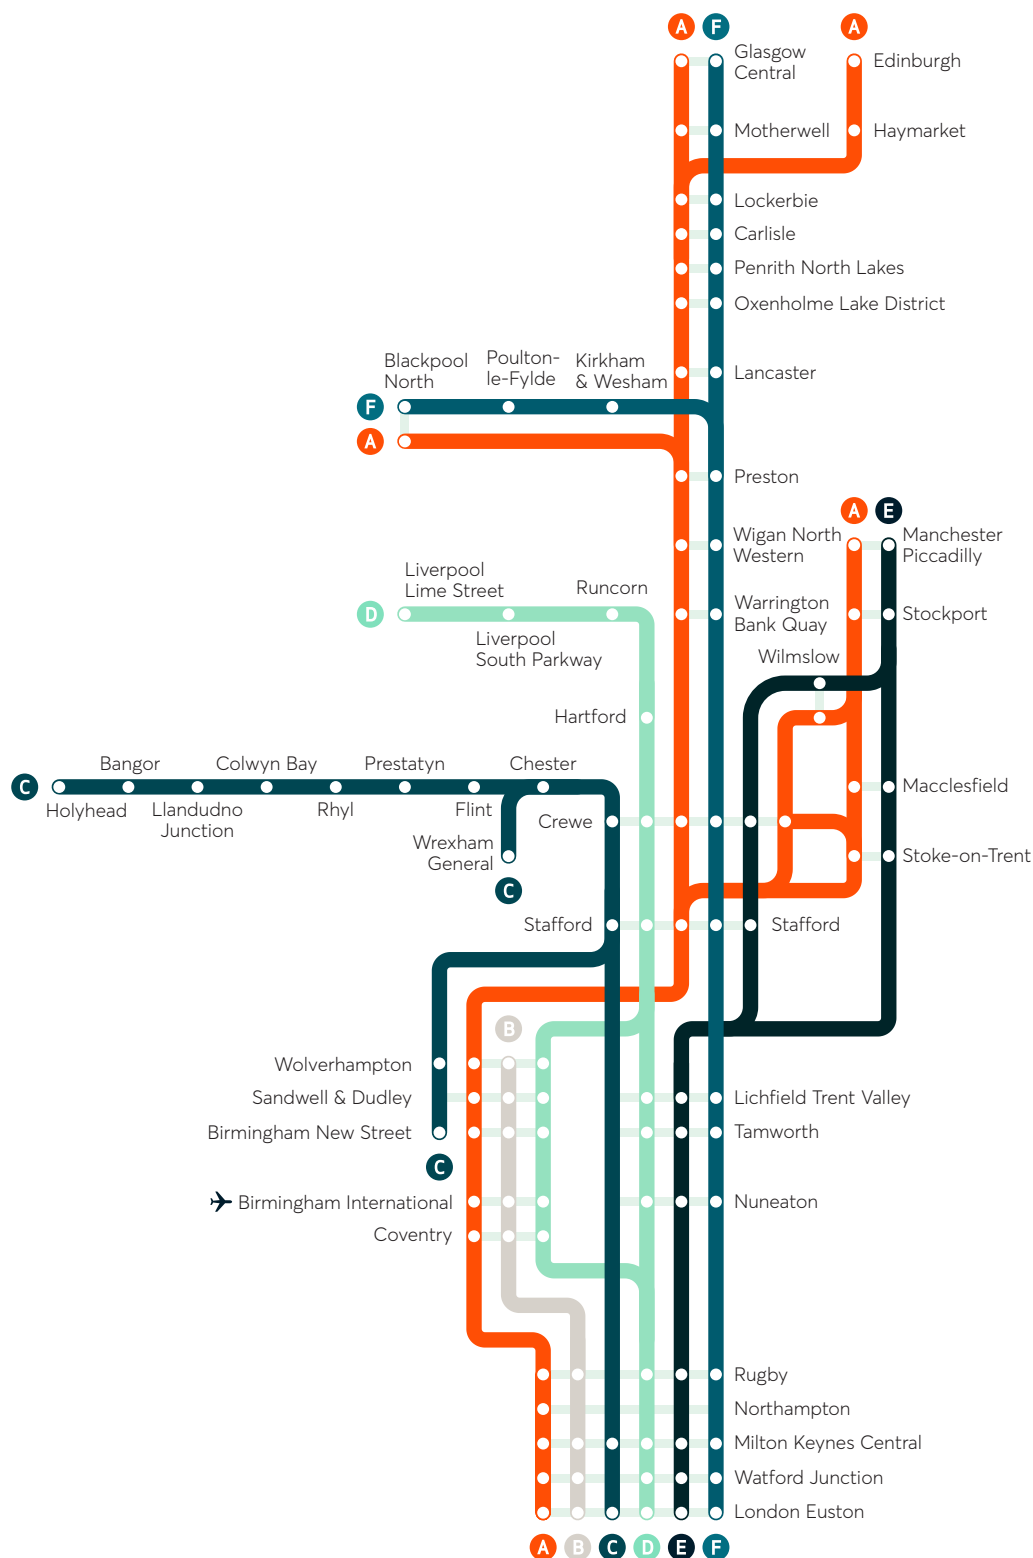 A F A
Glasgow
Central
Edinburgh
Motherwell
Haymarket
Lockerbie
Carlisle
Penrith North Lakes
Oxenholme Lake District
Blackpool
North
Poulton-
le-Fylde
Kirkham
& Wesham
Lancaster
F
A
Preston
A E
Wigan North
Western
Manchester
Piccadilly
Liverpool
Lime Street
Runcorn
D
Warrington
Bank Quay
Stockport
Liverpool
South Parkway
Wilmslow
Hartford
Bangor
Colwyn Bay
Prestatyn
Chester
C
Macclesfield
Holyhead
Llandudno
Junction
Rhyl
Flint
Crewe
Wrexham
General
Stoke-on-Trent
C
Stafford
Stafford
B
Wolverhampton
Sandwell & Dudley
Lichfield Trent Valley
Birmingham New Street
Tamworth
C
Birmingham International
Nuneaton
Coventry
Rugby
Northampton
Milton Keynes Central
Watford Junction
London Euston
A B C D E F